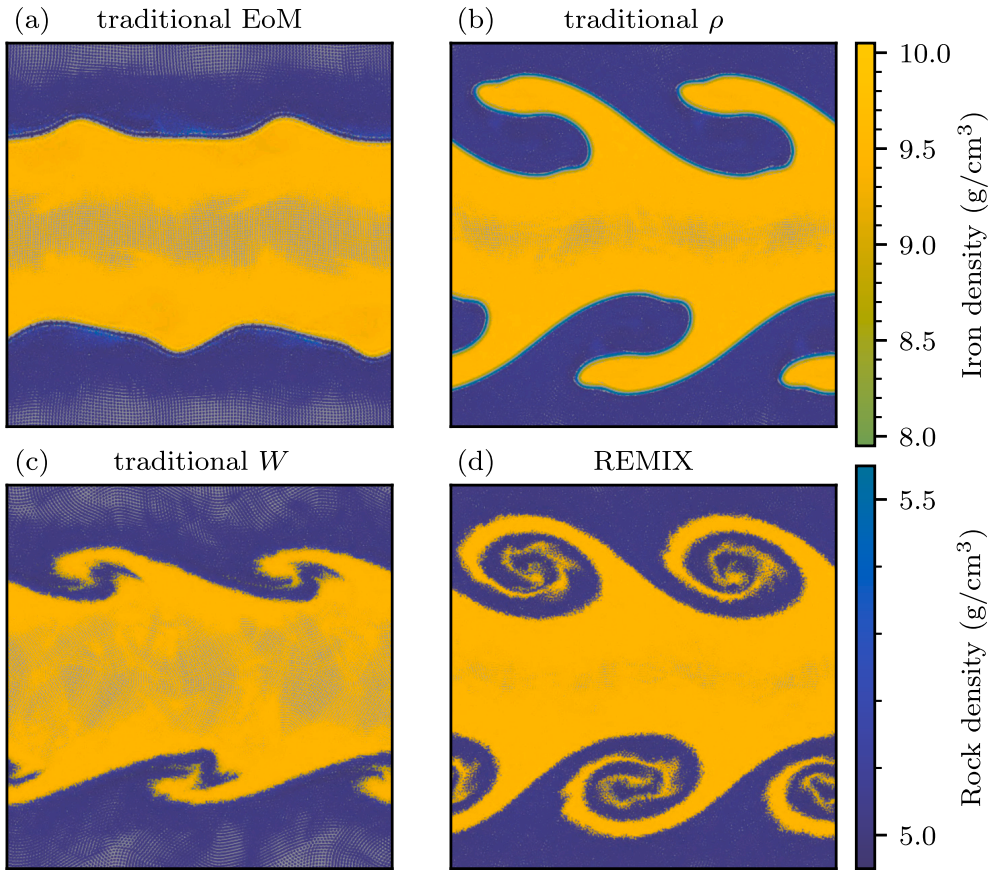 (a) traditional EoM
(b) traditional ρ
10.0
9.5
9.0
8.5
8.0
Iron density (g/cm³)
(c) traditional W
(d) REMIX
5.5
5.0
Rock density (g/cm³)